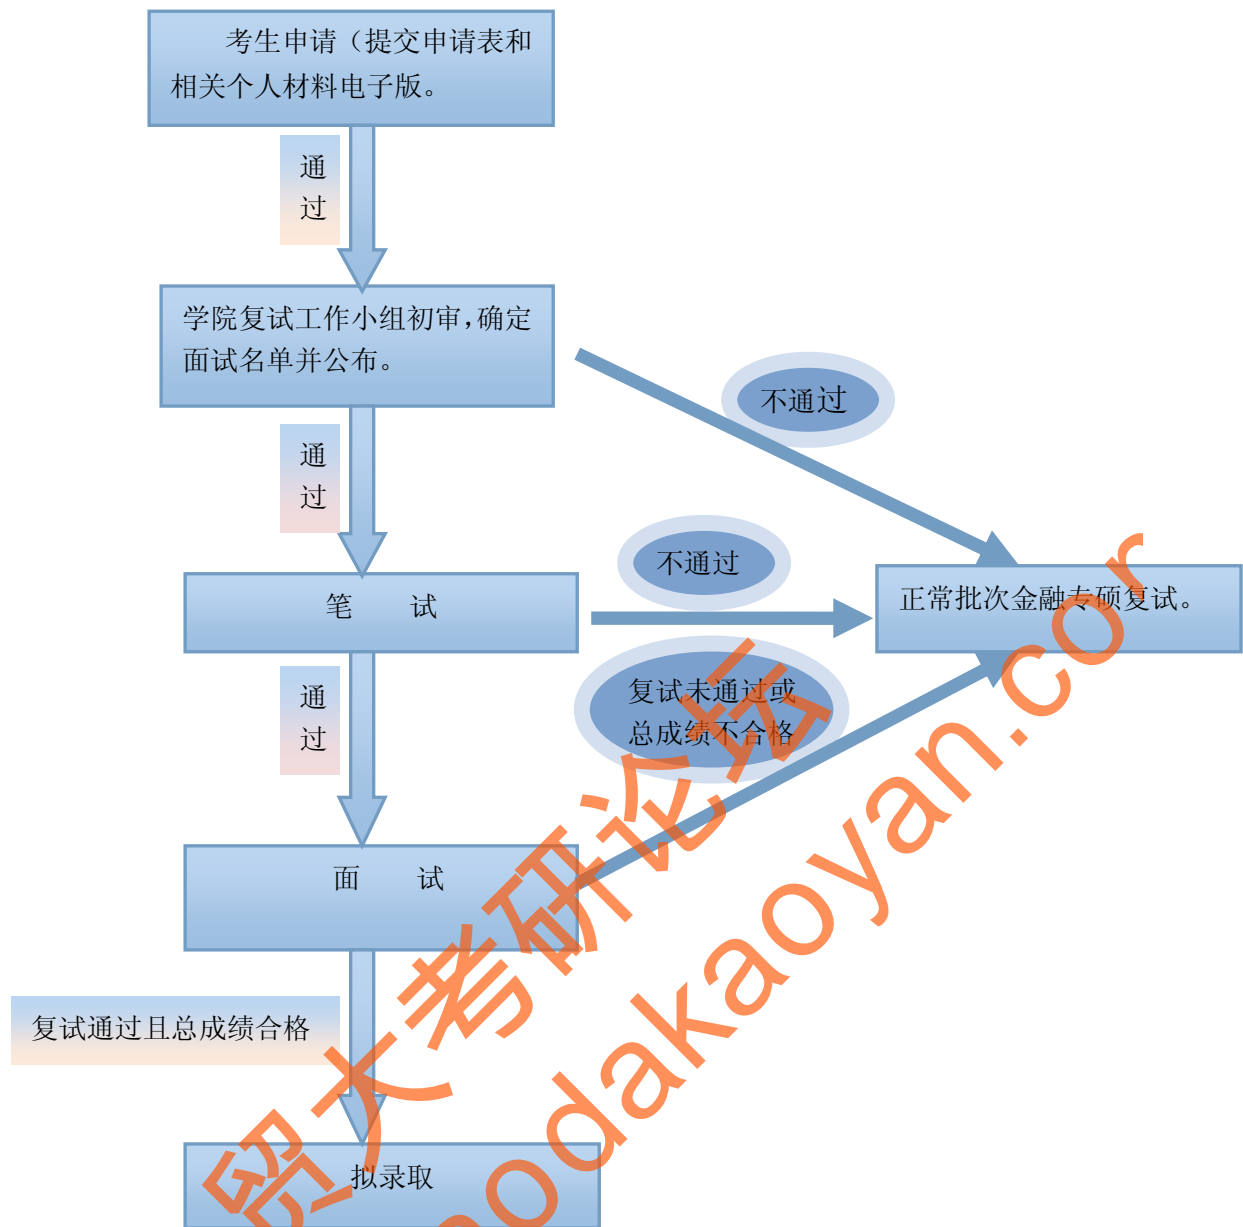 考生申请（提交申请表和
相关个人材料电子版。
通
过
学院复试工作小组初审,确定
面试名单并公布。
不通过
通
过
不通过
笔 试
正常批次金融专硕复试。
复试未通过或
总成绩不合格
通
过
面 试
复试通过且总成绩合格
拟录取
贸大考研论坛
odakaoyan.cor